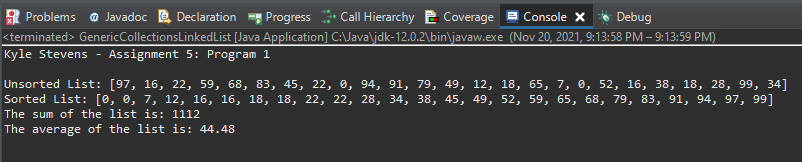 Problems Javadoc Declaration Progress Call Hierarchy Coverage Console Debug
<terminated> GenericCollectionsLinkedList [Java Application] C:\Java\jdk-12.0.2\bin\javaw.exe (Nov 20, 2021, 9:13:58 PM – 9:13:59 PM)
Kyle Stevens - Assignment 5: Program 1
Unsorted List: [97, 16, 22, 59, 68, 83, 45, 22, 0, 94, 91, 79, 49, 12, 18, 65, 7, 0, 52, 16, 38, 18, 28, 99, 34]
Sorted List: [0, 0, 7, 12, 16, 16, 18, 18, 22, 22, 28, 34, 38, 45, 49, 52, 59, 65, 68, 79, 83, 91, 94, 97, 99]
The sum of the list is: 1112
The average of the list is: 44.48